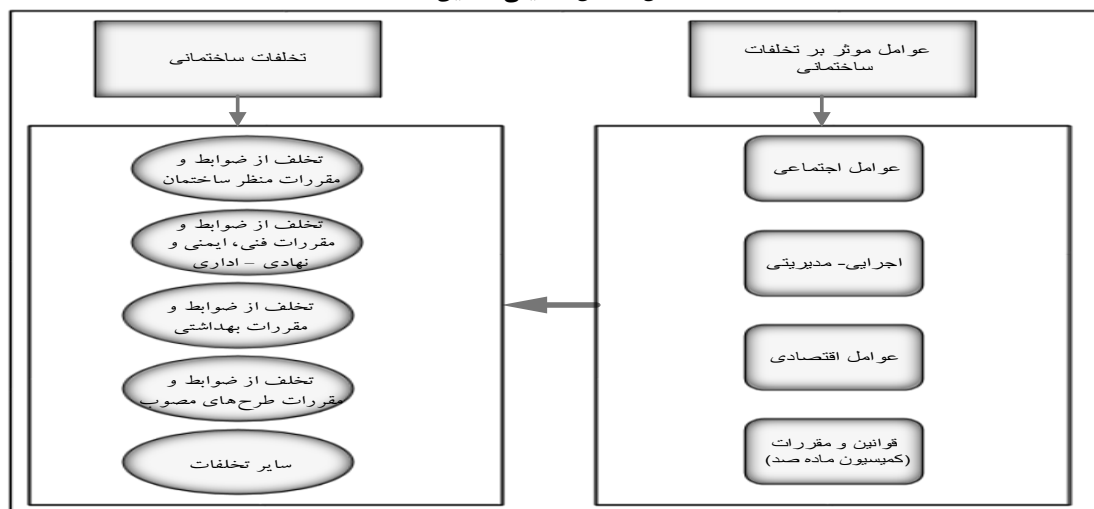 عوامل موثر بر تخلفات
ساختمانی
عوامل اجتماعی
اجرایی- مدیریتی
عوامل اقتصادی
قوانین و مقررات
(کمیسیون ماده صد)
تخلفات ساختمانی
تخلف از ضوابط و
مقررات منظر ساختمان
تخلف از ضوابط و
مقررات فنی، ایمنی و
نهادی – اداری
تخلف از ضوابط و
مقررات بهداشتی
تخلف از ضوابط و
مقررات طرح‌های مصوب
سایر تخلفات